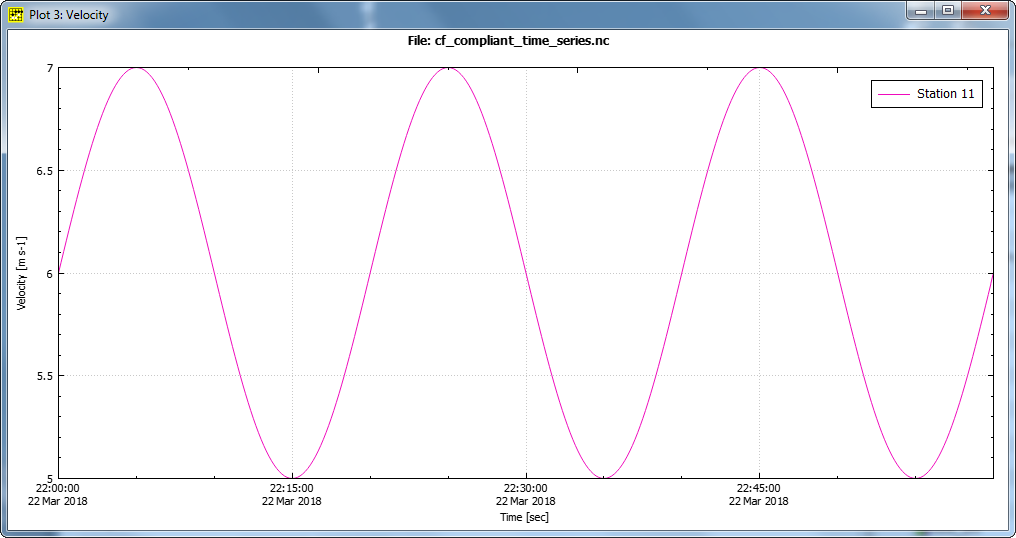 Plot 3: Velocity
File: cf_compliant_time_series.nc
Station 11
7
6.5
6
5.5
5
Velocity [m s-1]
22:00:00 22:15:00 22:30:00 22:45:00
22 Mar 2018 22 Mar 2018 22 Mar 2018 22 Mar 2018
Time [sec]